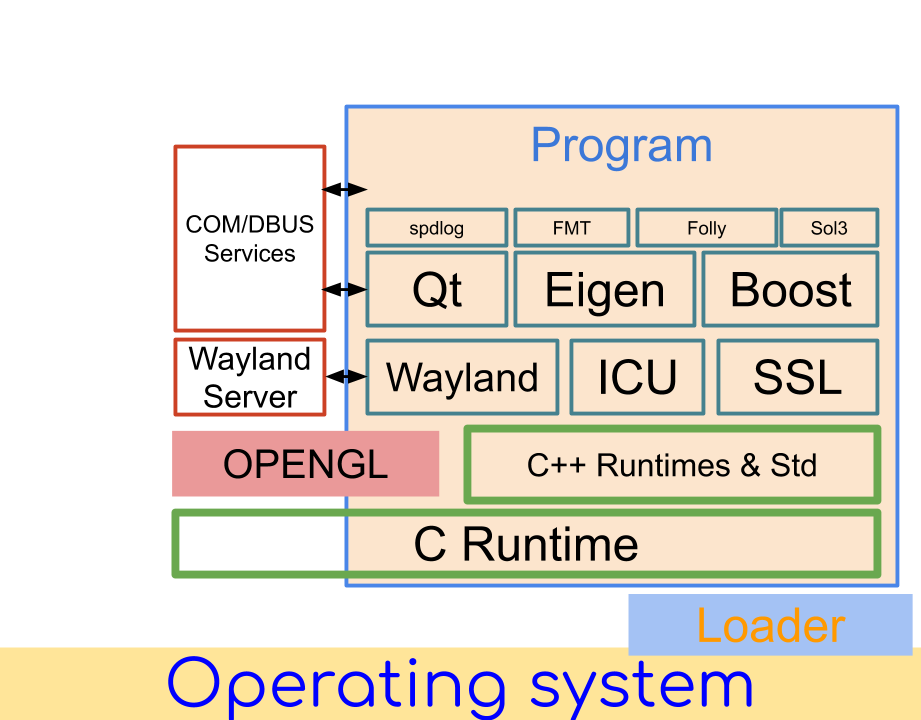 Program
COM/DBUS
Services
spdlog
FMT
Folly
Sol3
Qt
Eigen
Boost
Wayland
Server
Wayland
ICU
SSL
OPENGL
C++ Runtimes & Std
C Runtime
Loader
Operating system